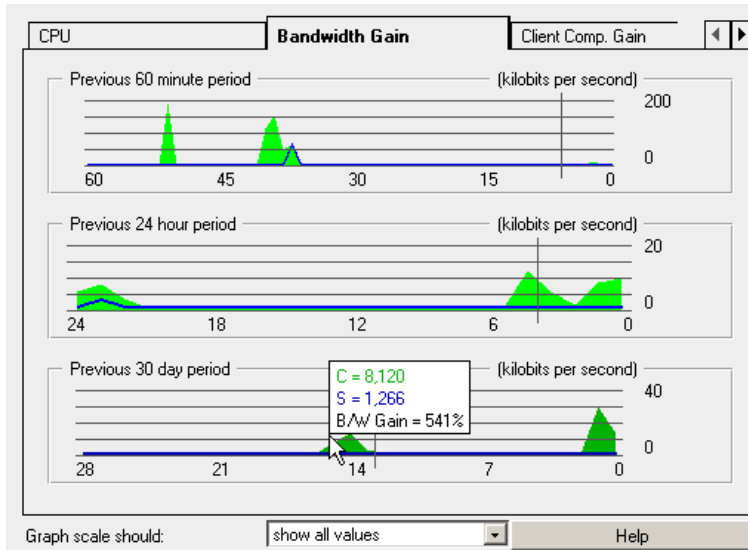 CPU Bandwidth Gain Client Comp. Gain
Previous 60 minute period (kilobits per second)
200
0
60 45 30 15 0
Previous 24 hour period (kilobits per second)
20
0
24 18 12 6 0
Previous 30 day period (kilobits per second)
C = 8,120
S = 1,266
B/W Gain = 541%
40
0
28 21 14 7 0
Graph scale should: show all values Help